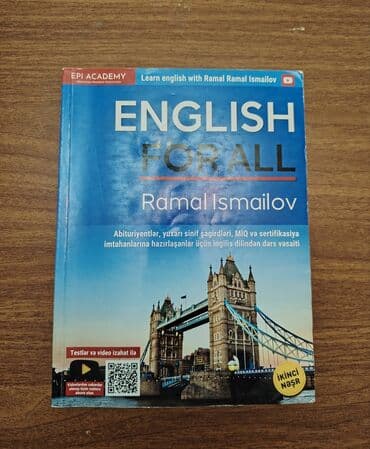 EPI ACADEMY
Learn english with Ramal Ramal Ismailov
ENGLISH
FOR ALL
Ramal Ismailov
Abituriyentlər, yuxarı sinif şagirdləri, MİQ və sertifikasiya
imtahanlarına hazırlaşanlar üçün ingilis dilindən dərs vəsaiti
Testlər və video izahat ilə
İKİNCİ
NƏŞR